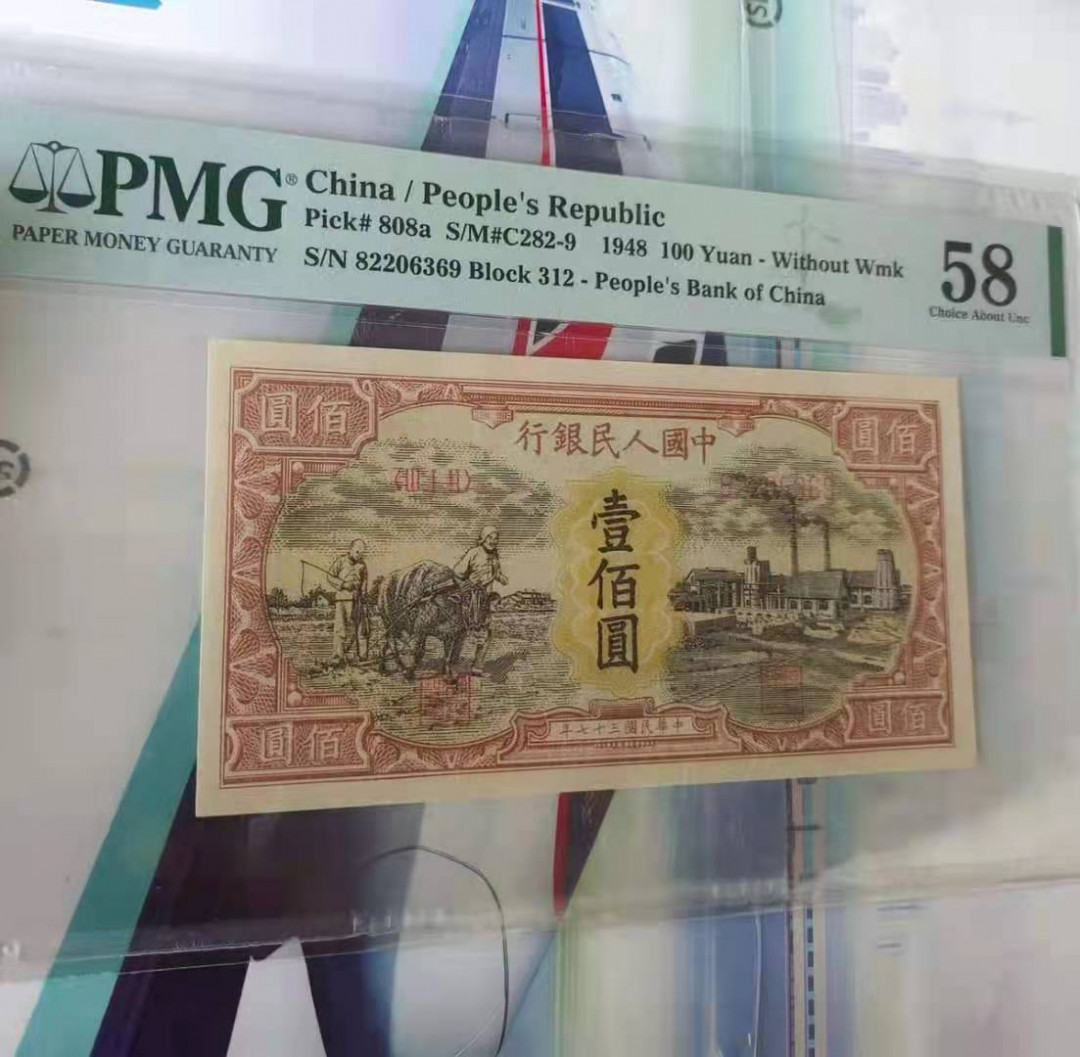 PMG® China / People's Republic
Pick# 808a S/M#C282-9 1948 100 Yuan - Without Wmk
PAPER MONEY GUARANTY
S/N 82206369 Block 312 - People's Bank of China
58
Choice About Unc
圓佰
行銀民人國中
圓佰
壹佰圓
圓佰
年七十三國民華中
圓佰